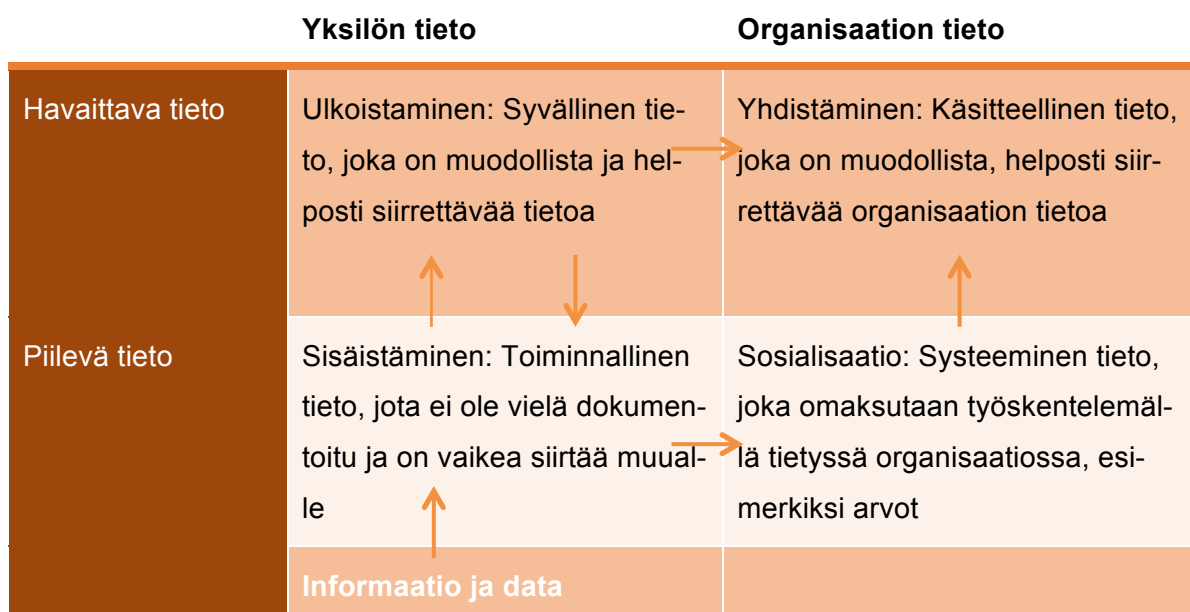 Yksilön tieto
Organisaation tieto
Havaittava tieto
Ulkoistaminen: Syvällinen tie-
to, joka on muodollista ja hel-
posti siirrettävää tietoa
Yhdistäminen: Käsitteellinen tieto,
joka on muodollista, helposti siir-
rettävää organisaation tietoa
Piilevä tieto
Sisäistäminen: Toiminnallinen
tieto, jota ei ole vielä dokumen-
toitu ja on vaikea siirtää muual-
le
Sosialisaatio: Systeeminen tieto,
joka omaksutaan työskentelemäl-
lä tietyssä organisaatiossa, esi-
merkiksi arvot
Informaatio ja data